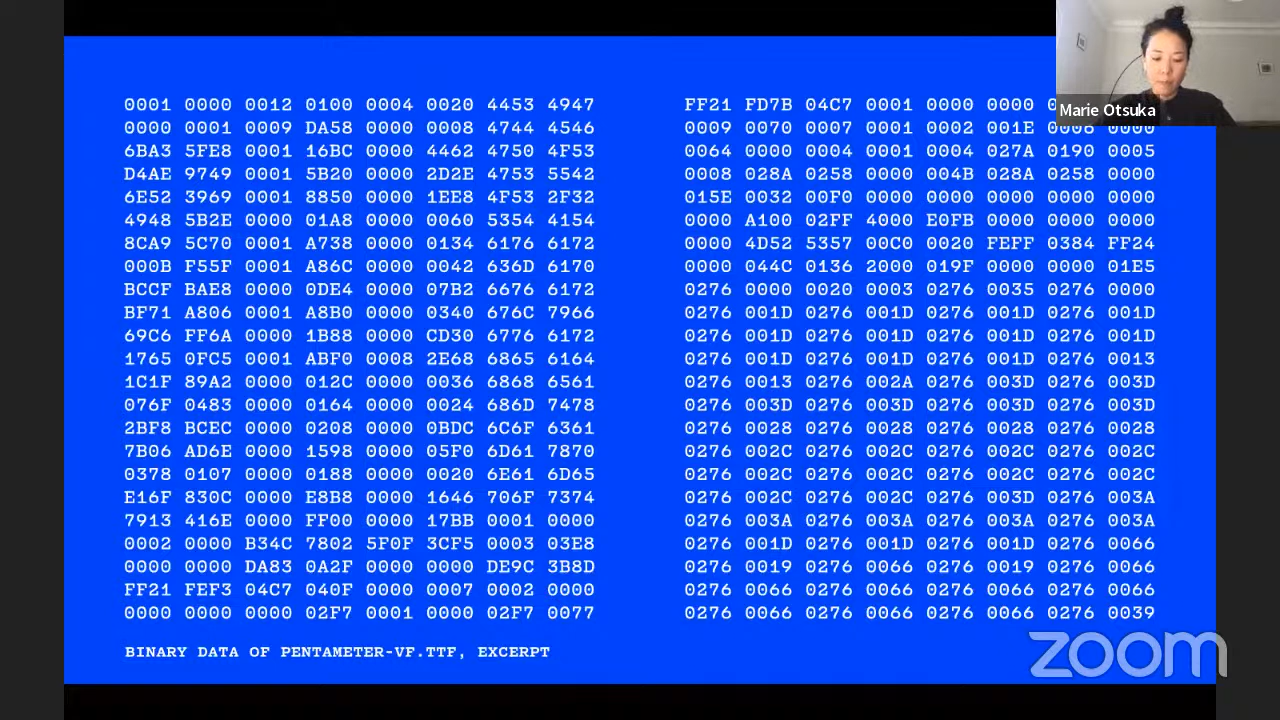 0001 0000 0012 0100 0004 0020 4453 4947
0000 0001 0009 DA58 0000 0008 4744 4546
6BA3 5FE8 0001 16BC 0000 4462 4750 4F53
D4AE 9749 0001 5B20 0000 2D2E 4753 5542
6E52 3969 0001 8850 0000 1EE8 4F53 2F32
4948 5B2E 0000 01A8 0000 0060 5354 4154
8CA9 5C70 0001 A738 0000 0134 6176 6172
000B F55F 0001 A86C 0000 0042 636D 6170
BCCF BAE8 0000 0DE4 0000 07B2 6676 6172
BF71 A806 0001 A8B0 0000 0340 676C 7966
69C6 FF6A 0000 1B88 0000 CD30 6776 6172
1765 0FC5 0001 ABF0 0008 2E68 6865 6164
1C1F 89A2 0000 012C 0000 0036 6868 6561
076F 0483 0000 0164 0000 0024 686D 7478
2BF8 BCEC 0000 0208 0000 0BDC 6C6F 6361
7B06 AD6E 0000 1598 0000 05F0 6D61 7870
0378 0107 0000 0188 0000 0020 6E61 6D65
E16F 830C 0000 E8B8 0000 1646 706F 7374
7913 416E 0000 FF00 0000 17BB 0001 0000
0002 0000 B34C 7802 5F0F 3CF5 0003 03E8
0000 0000 DA83 0A2F 0000 0000 DE9C 3B8D
FF21 FEF3 04C7 040F 0000 0007 0002 0000
0000 0000 0000 02F7 0001 0000 02F7 0077
FF21 FD7B 04C7 0001 0000 0000
0009 0070 0007 0001 0002 001E 0008 0000
0064 0000 0004 0001 0004 027A 0190 0005
0008 028A 0258 0000 004B 028A 0258 0000
015E 0032 00F0 0000 0000 0000 0000 0000
0000 A100 02FF 4000 E0FB 0000 0000 0000
0000 4D52 5357 00C0 0020 FEFF 0384 FF24
0000 044C 0136 2000 019F 0000 0000 01E5
0276 0000 0020 0003 0276 0035 0276 0000
0276 001D 0276 001D 0276 001D 0276 001D
0276 001D 0276 001D 0276 001D 0276 001D
0276 001D 0276 001D 0276 001D 0276 0013
0276 0013 0276 002A 0276 003D 0276 003D
0276 003D 0276 003D 0276 003D 0276 003D
0276 0028 0276 0028 0276 0028 0276 0028
0276 002C 0276 002C 0276 002C 0276 002C
0276 002C 0276 002C 0276 002C 0276 002C
0276 002C 0276 002C 0276 003D 0276 003A
0276 003A 0276 003A 0276 003A 0276 003A
0276 001D 0276 001D 0276 001D 0276 0066
0276 0019 0276 0066 0276 0019 0276 0066
0276 0066 0276 0066 0276 0066 0276 0066
0276 0066 0276 0066 0276 0066 0276 0039
BINARY DATA OF PENTAMETER-VF.TTF, EXCERPT
Marie Otsuka
zoom